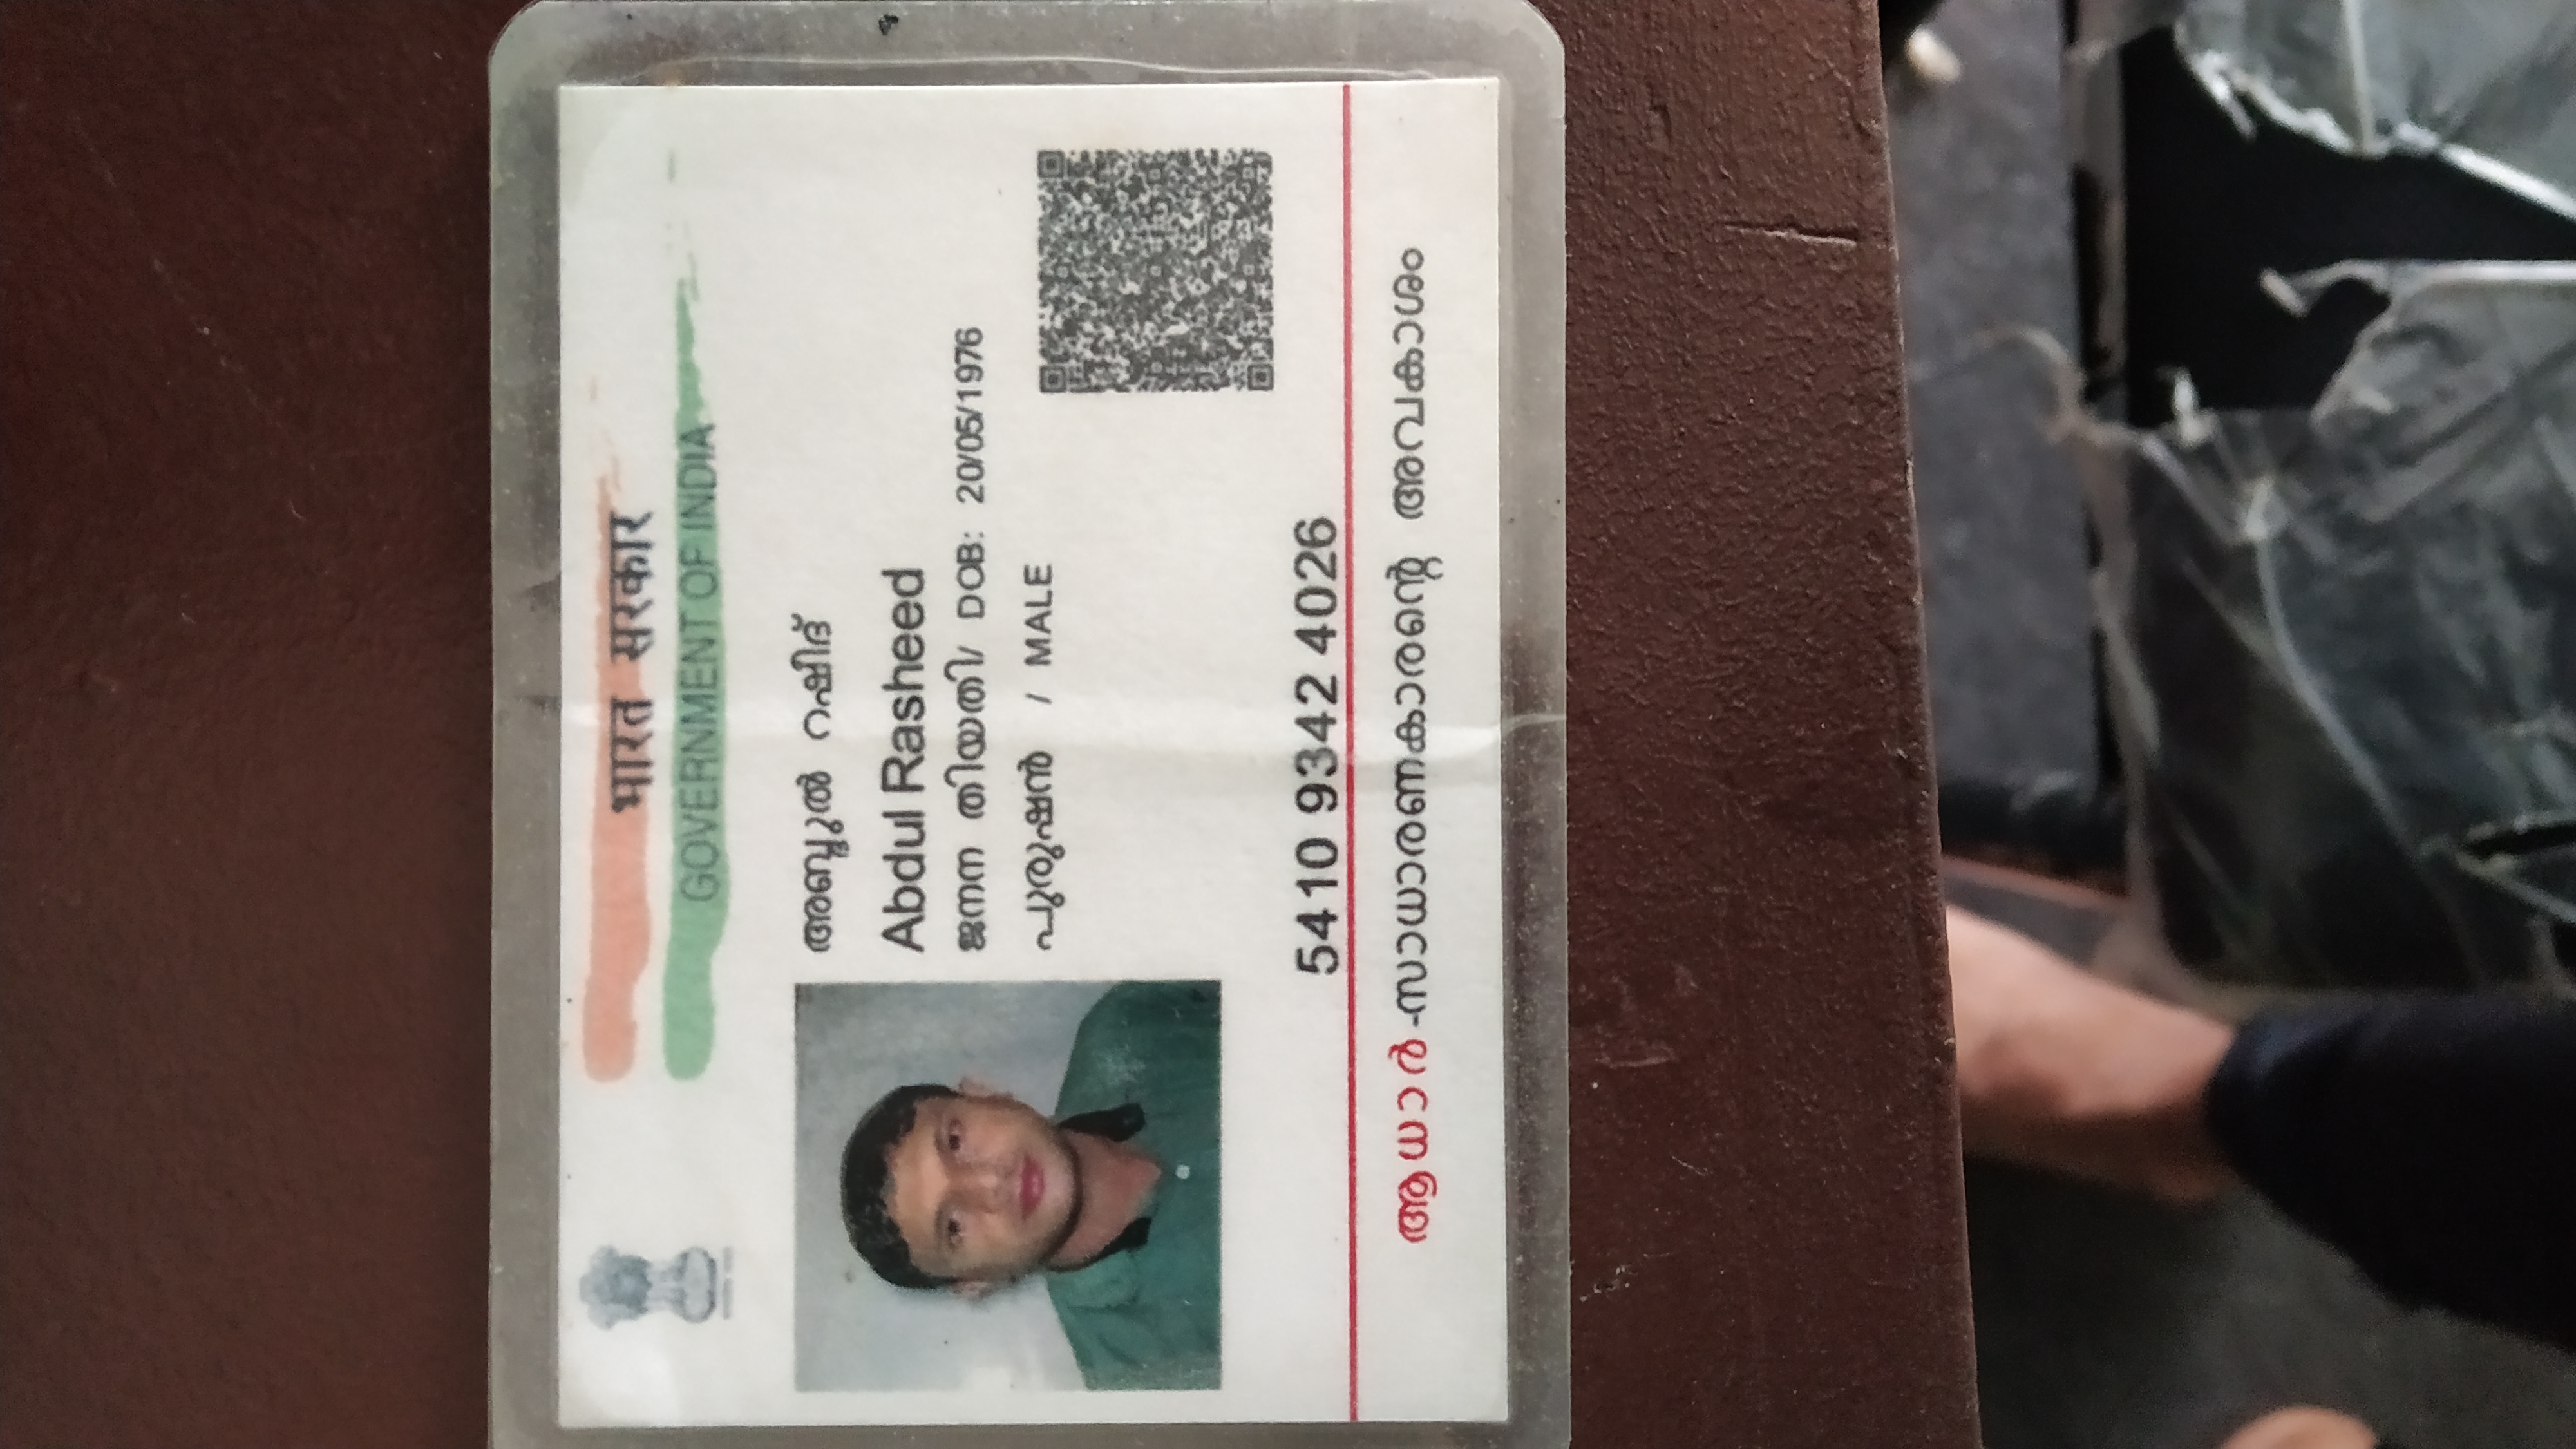 भारत सरकार
GOVERNMENT OF INDIA
അബ്ദുൽ റഷീദ്
Abdul Rasheed
ജനന തിയതി/ DOB: 20/05/1976
പുരുഷൻ / MALE
5410 9342 4026
ആധാർ-സാധാരണകാരന്റെ അവകാശം